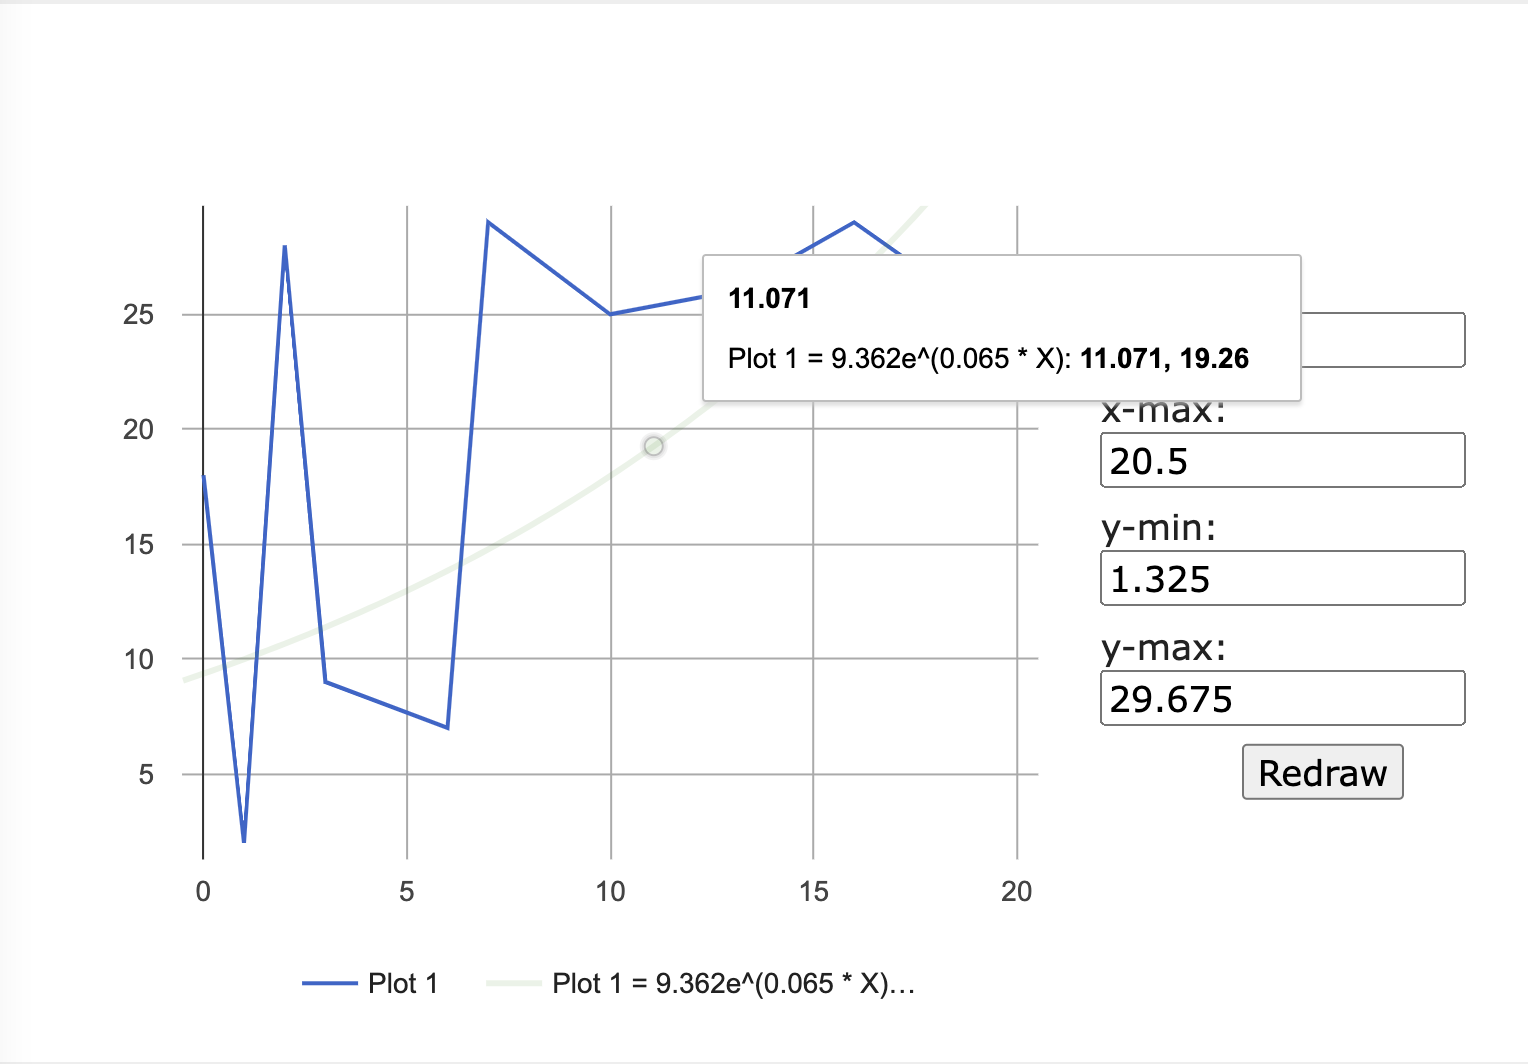 11.071
Plot 1 = 9.362e^(0.065 * X): 11.071, 19.26
25
20
15
10
5
0 5 10 15 20
x-max:
20.5
y-min:
1.325
y-max:
29.675
Redraw
Plot 1
Plot 1 = 9.362e^(0.065 * X)...